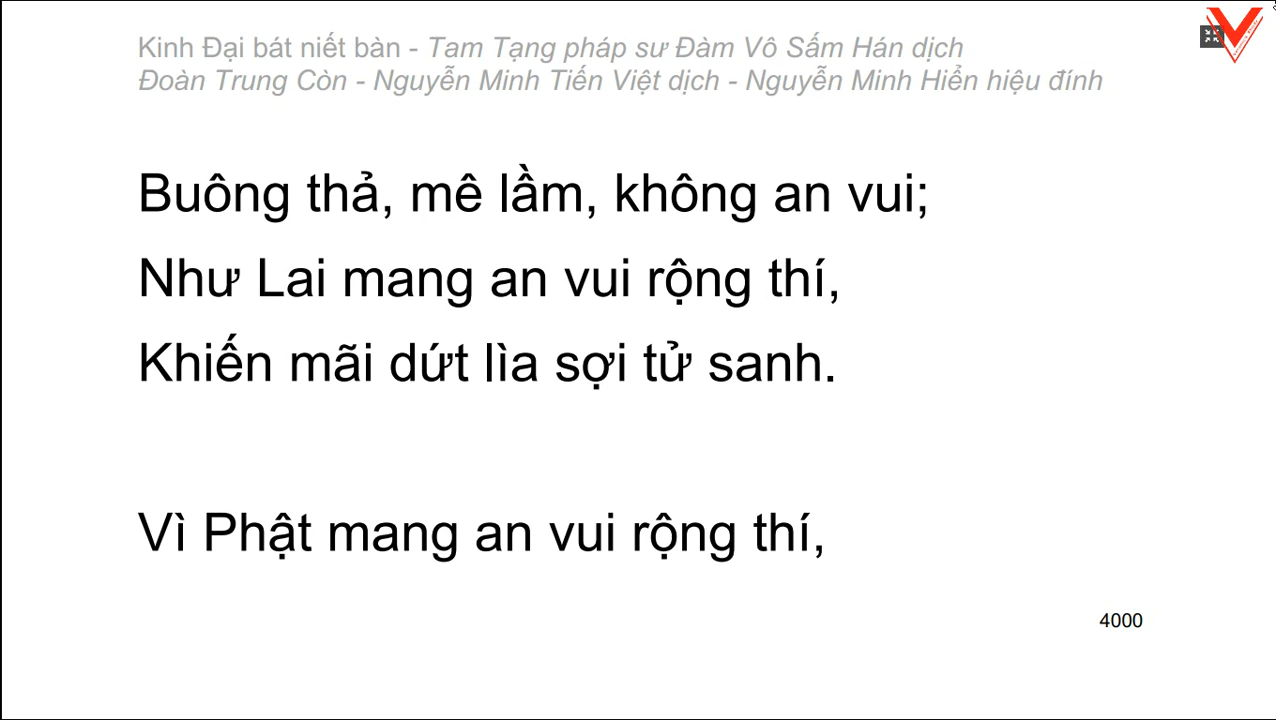 Kinh Đại bát niết bàn - Tam Tạng pháp sư Đàm Vô Sấm Hán dịch
Đoàn Trung Còn - Nguyễn Minh Tiến Việt dịch - Nguyễn Minh Hiển hiệu đính
Buông thả, mê lầm, không an vui;
Như Lai mang an vui rộng thí,
Khiến mãi dứt lìa sợi tử sanh.
Vì Phật mang an vui rộng thí,
4000